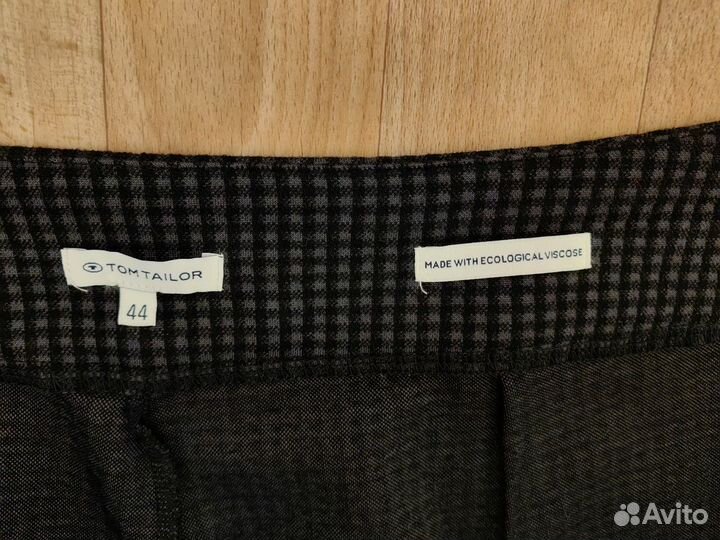 TOM TAILOR
44
MADE WITH ECOLOGICAL VISCOSE
Avito